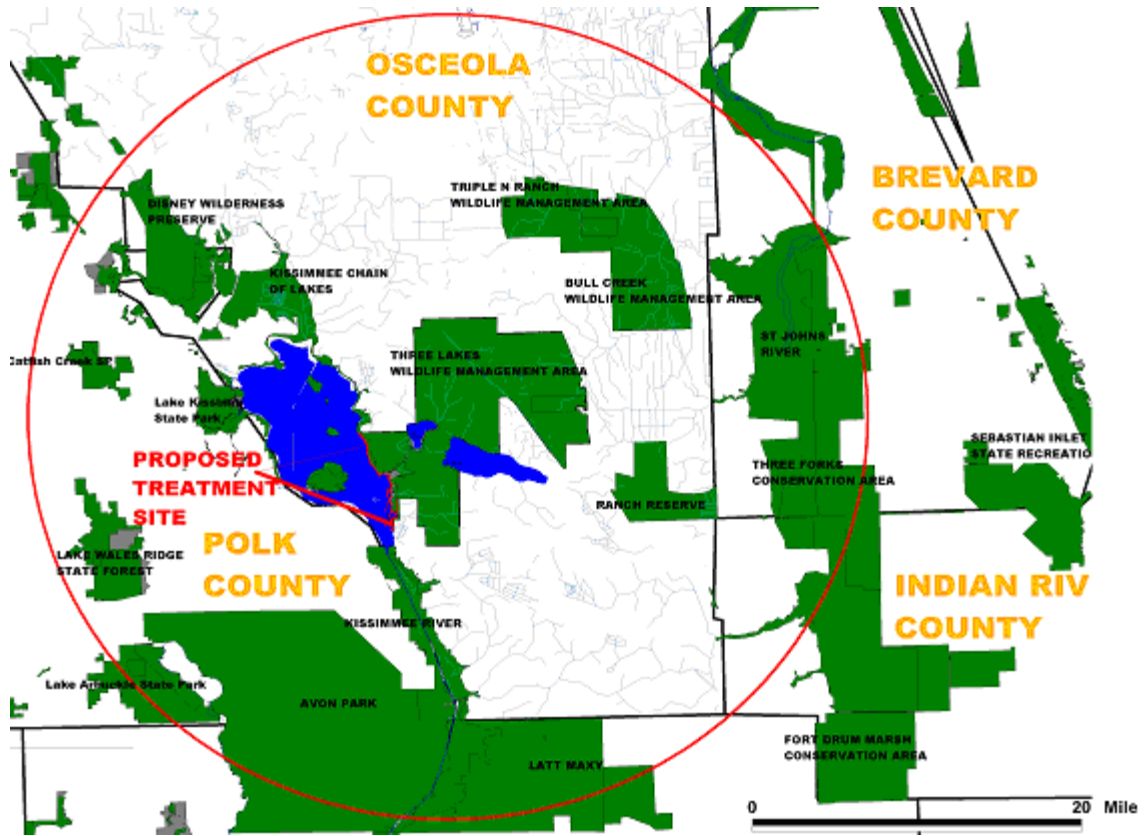 OSCEOLA
COUNTY
BREVARD
COUNTY
TRIPLE N RANCH
WILDLIFE MANAGEMENT AREA
DISNEY WILDERNESS
PRESERVE
KISSIMMEE CHAIN
OF LAKES
BULL CREEK
WILDLIFE MANAGEMENT AREA
ST JOHNS
RIVER
Catfish Creek SP
THREE LAKES
WILDLIFE MANAGEMENT AREA
Lake Kissimm
State Park
SEBASTIAN INLET
STATE RECREATIO
PROPOSED
TREATMENT
SITE
THREE FORKS
CONSERVATION AREA
RANCH RESERVE
POLK
COUNTY
LAKE WALES RIDGE
STATE FOREST
INDIAN RIV
COUNTY
KISSIMMEE RIVER
Lake Arbuckle State Park
AVON PARK
FORT DRUM MARSH
CONSERVATION AREA
LATT MAXY
0 20 Mile